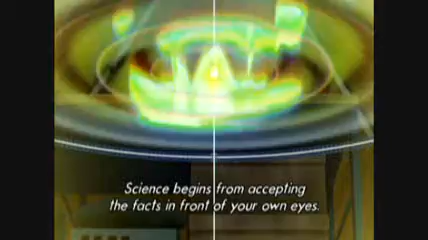 Science begins from accepting
the facts in front of your own eyes.